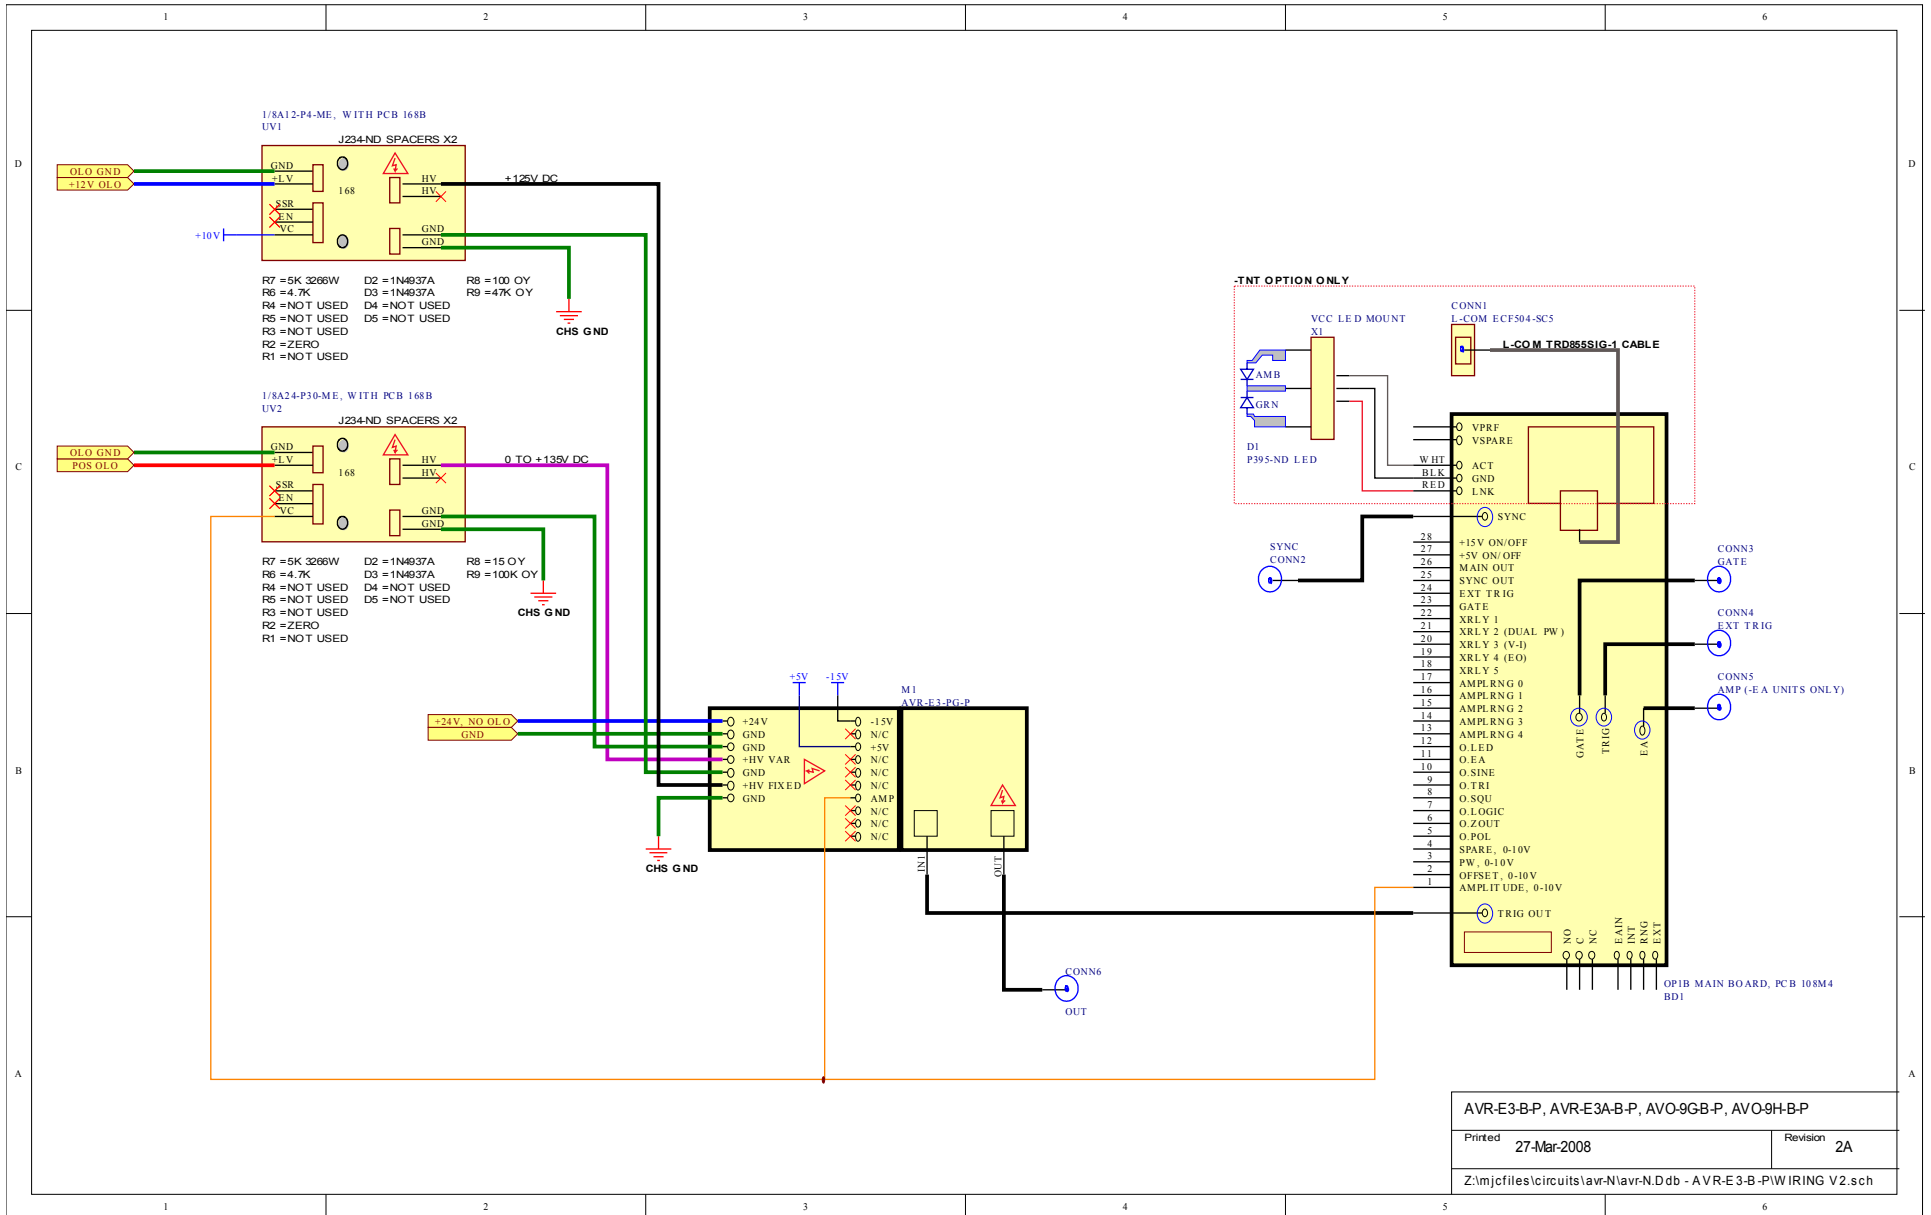 1 2 3 4 5 6
D
D
C
C
B
B
A
A
1/8A12-P4-ME, WITH PCB 168B
UV1
J234-ND SPACERS X2
OLO GND
+12V OLO
GND
+LV
168
SSR
EN
VC
+10V
HV
HV
GND
GND
+125V DC
R7 = 5K 3266W D2 = 1N4937A R8 = 100 OY
R6 = 4.7K D3 = 1N4937A R9 = 47K OY
R4 = NOT USED D4 = NOT USED
R5 = NOT USED D5 = NOT USED
R3 = NOT USED
R2 = ZERO
R1 = NOT USED
CHS GND
1/8A24-P30-ME, WITH PCB 168B
UV2
J234-ND SPACERS X2
OLO GND
POS OLO
GND
+LV
168
SSR
EN
VC
HV
HV
GND
GND
0 TO +135V DC
R7 = 5K 3266W D2 = 1N4937A R8 = 15 OY
R6 = 4.7K D3 = 1N4937A R9 = 100K OY
R4 = NOT USED D4 = NOT USED
R5 = NOT USED D5 = NOT USED
R3 = NOT USED
R2 = ZERO
R1 = NOT USED
CHS GND
+5V
-15V
M1
AVR-E3-PG-P
+24V, NO OLO
GND
+24V
GND
GND
+HV VAR
GND
+HV FIXED
GND
-15V
N/C
+5V
N/C
N/C
N/C
AMP
N/C
N/C
N/C
IN1
OUT
CHS GND
CONN6
OUT
-TNT OPTION ONLY
VCC LED MOUNT
X1
AMB
GRN
D1
P395-ND LED
CONN1
L-COM ECF504-SC5
L-COM TRD855SIG-1 CABLE
WHT
BLK
RED
VPRF
VSPARE
ACT
GND
LNK
SYNC
SYNC
CONN2
28 +15V ON/OFF
27 +5V ON/OFF
26 MAIN OUT
25 SYNC OUT
24 EXT TRIG
23 GATE
22 XRLY 1
21 XRLY 2 (DUAL PW)
20 XRLY 3 (V-I)
19 XRLY 4 (EO)
18 XRLY 5
17 AMPLRNG 0
16 AMPLRNG 1
15 AMPLRNG 2
14 AMPLRNG 3
13 AMPLRNG 4
12 O.LED
11 O.EA
10 O.SINE
9 O.TRI
8 O.SQU
7 O.LOGIC
6 O.ZOUT
5 O.POL
4 SPARE, 0-10V
3 PW, 0-10V
2 OFFSET, 0-10V
1 AMPLITUDE, 0-10V
TRIG OUT
GATE
TRIG
EA
CONN3
GATE
CONN4
EXT TRIG
CONN5
AMP (-EA UNITS ONLY)
NO
C
NC
EAIN
INT
RNG
EXT
OP1B MAIN BOARD, PCB 108M4
BD1
AVR-E3-B-P, AVR-E3A-B-P, AVO-9G-B-P, AVO-9H-B-P
Printed 27-Mar-2008 Revision 2A
Z:\mjcfiles\circuits\avr-N\avr-N.Ddb - AVR-E3-B-P\WIRING V2.sch
1 2 3 4 5 6